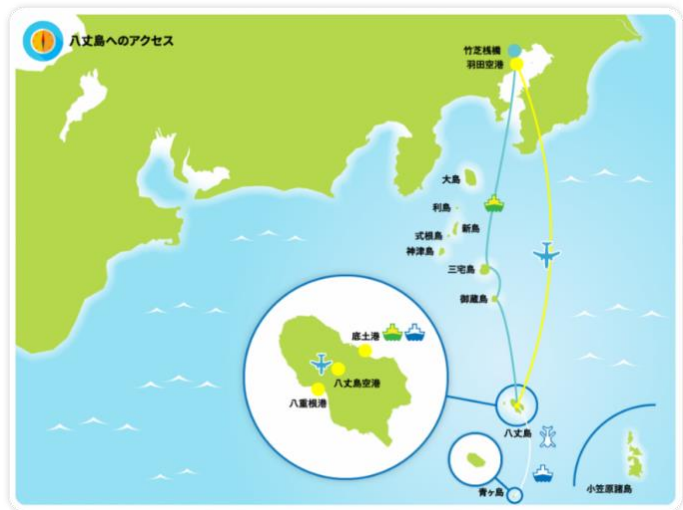 八丈島へのアクセス
竹芝桟橋
羽田空港
大島
利島
新島
式根島
神津島
三宅島
御蔵島
底土港
八丈島空港
八重根港
八丈島
青ヶ島
小笠原諸島